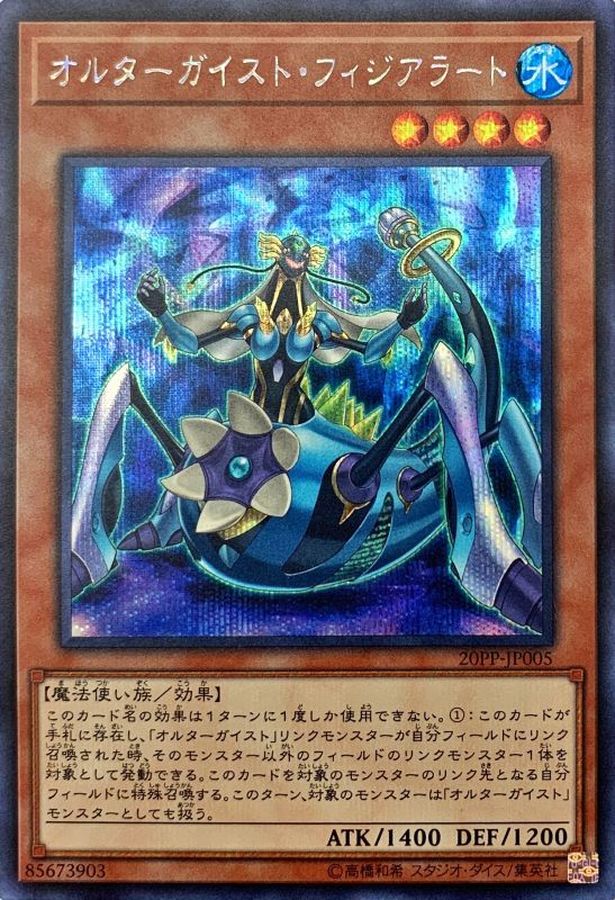 オルターガイスト・フィジアラート
水
20PP-JP005
【魔法使い族/効果】
このカード名の効果は1ターンに1度しか使用できない。①:このカードが
手札に存在し、「オルターガイスト」リンクモンスターが自分フィールドにリンク
召喚された時、そのモンスター以外のフィールドのリンクモンスター1体を
対象として発動できる。このカードを対象のモンスターのリンク先となる自分
フィールドに特殊召喚する。このターン、対象のモンスターは「オルターガイスト」
モンスターとしても扱う。
ATK/1400 DEF/1200
85673903
©高橋和希 スタジオ・ダイス/集英社